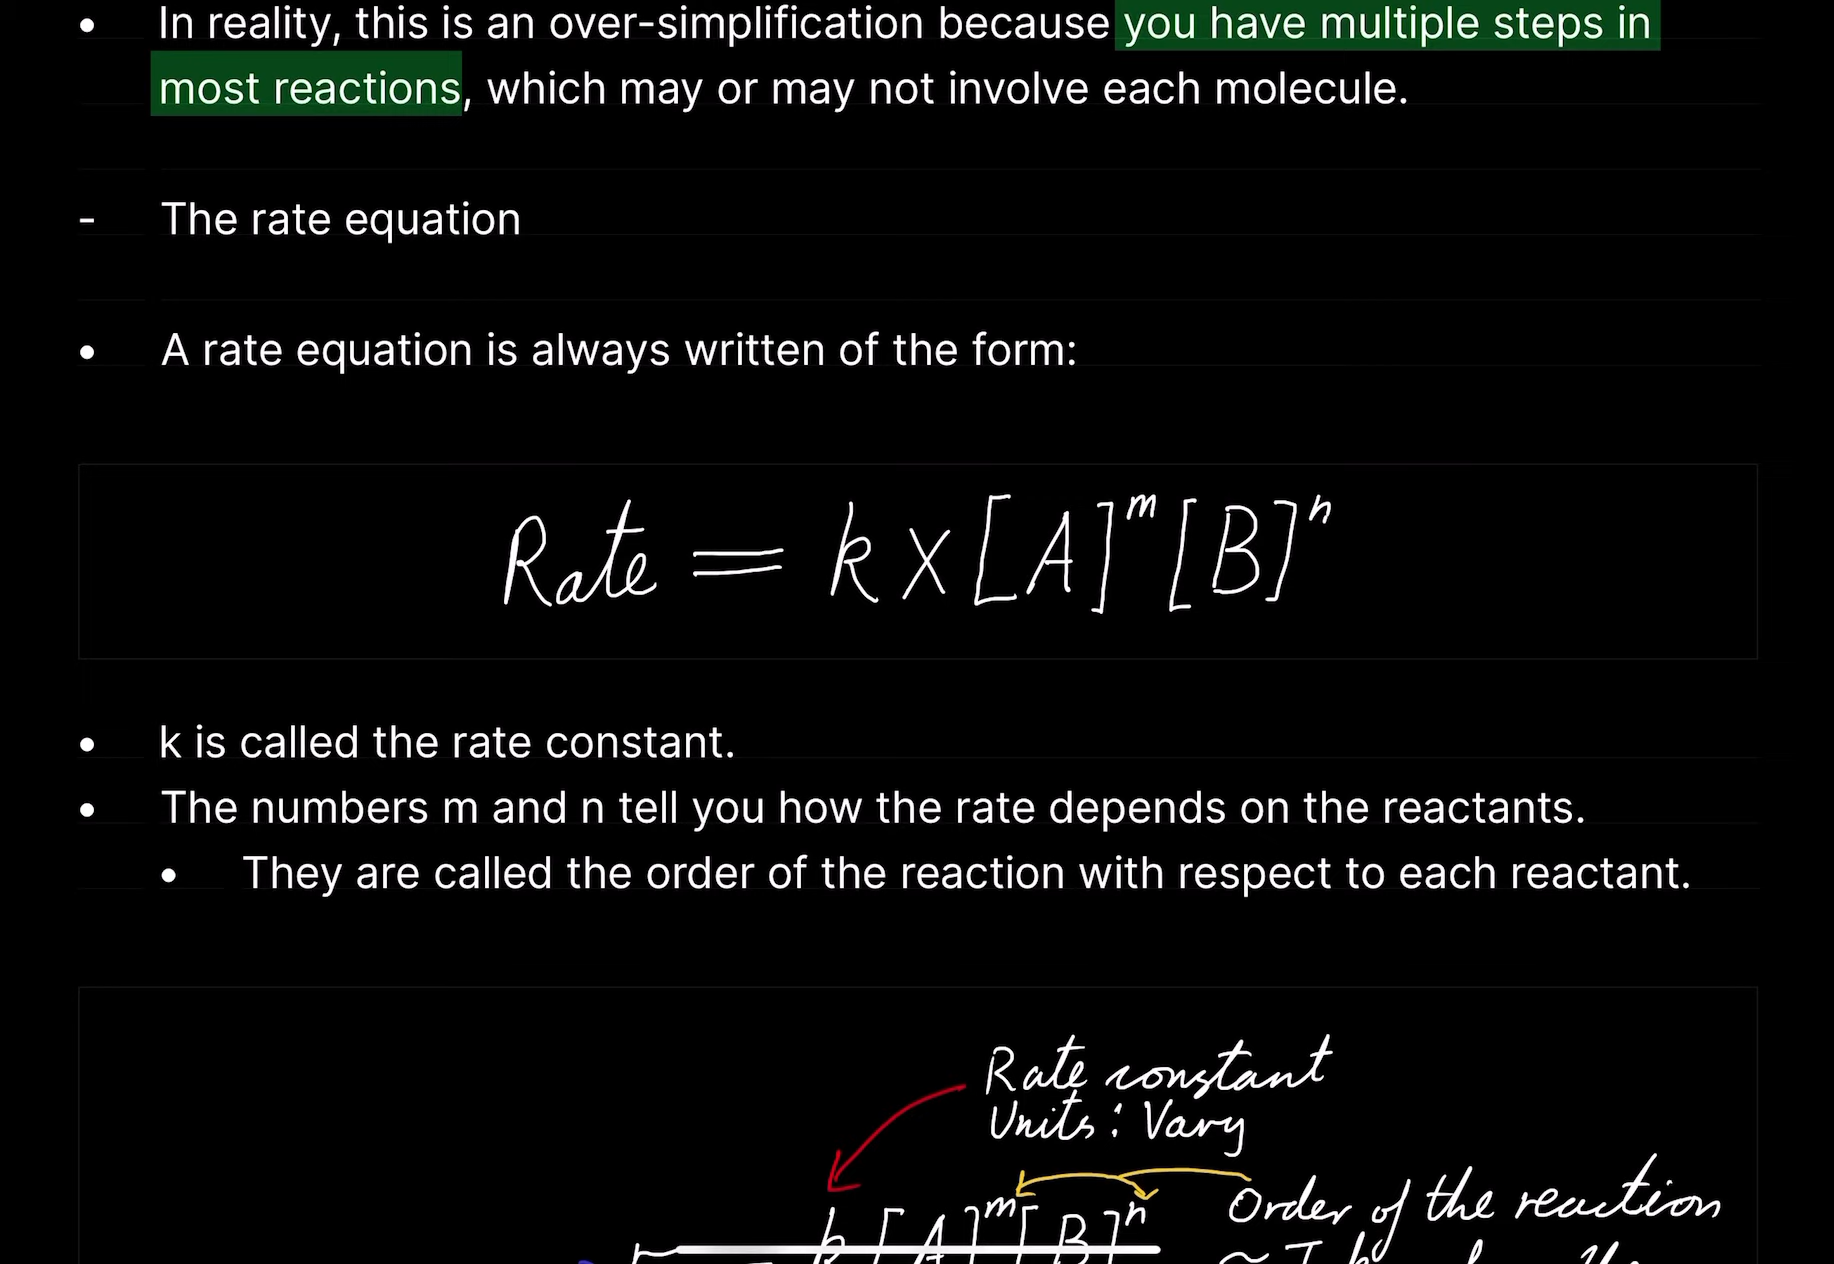 • In reality, this is an over-simplification because you have multiple steps in
most reactions, which may or may not involve each molecule.
- The rate equation
• A rate equation is always written of the form:
Rate = k x [A]^m [B]^n
• k is called the rate constant.
• The numbers m and n tell you how the rate depends on the reactants.
• They are called the order of the reaction with respect to each reactant.
Rate constant
Units: Vary
k [A]^m [B]^n
Order of the reaction